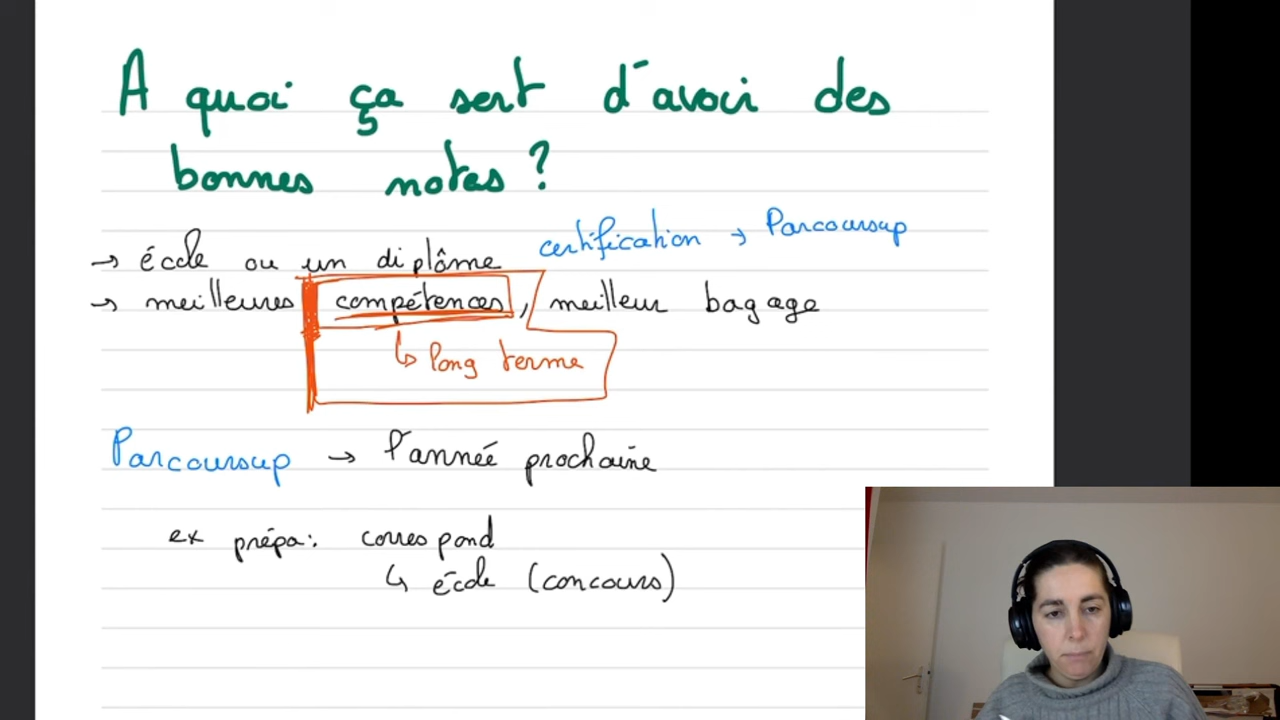 A quoi ça sert d'avoir des
bonnes notes ?
→ école ou un diplôme certification → Parcoursup
→ meilleures compétences, meilleur bagage
↳ long terme
Parcoursup → l'année prochaine
ex prépa : correspond
↳ école (concours)